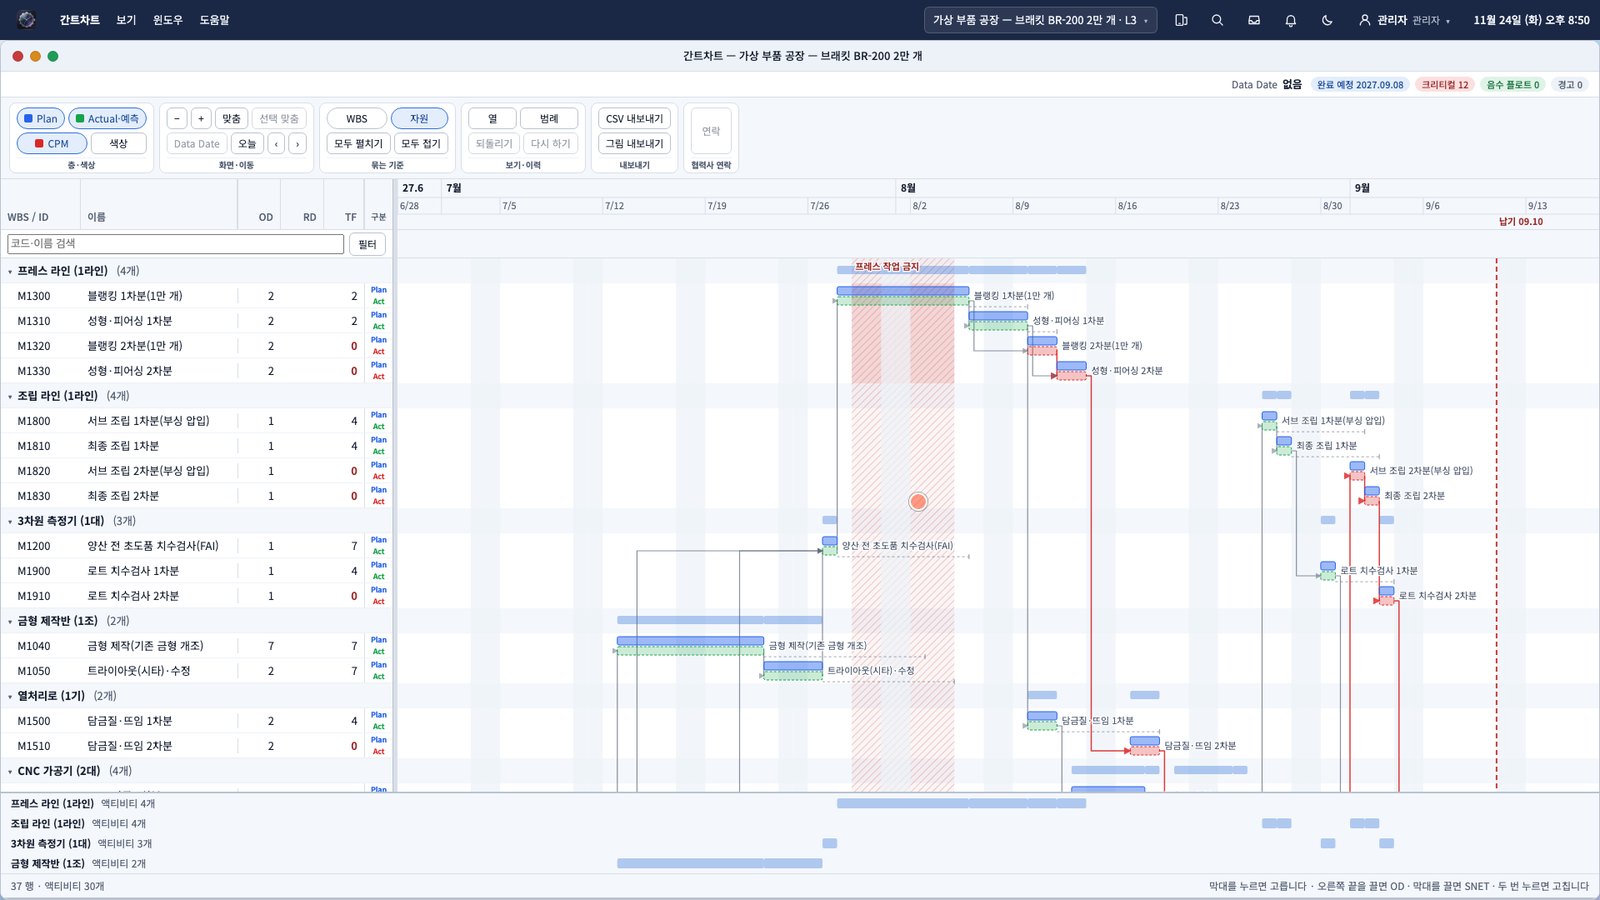 간트차트 보기 윈도우 도움말 가상 부품 공장 — 브래킷 BR-200 2만 개 · L3 관리자 관리자 11월 24일 (화) 오후 8:50
간트차트 — 가상 부품 공장 — 브래킷 BR-200 2만 개
Data Date 없음 완료 예정 2027.09.08 크리티컬 12 음수 플로트 0 경고 0
Plan Actual·예측 − + 맞춤 선택 맞춤 WBS 자원 열 범례 CSV 내보내기 연락
CPM 색상 Data Date 오늘 ‹ › 모두 펼치기 모두 접기 되돌리기 다시 하기 그림 내보내기
층·색상 화면·이동 묶는 기준 보기·이력 내보내기 협력사 연락
27.6 7월 8월 9월
WBS / ID 이름 OD RD TF 구분
6/28 7/5 7/12 7/19 7/26 8/2 8/9 8/16 8/23 8/30 9/6 9/13
납기 09.10
코드·이름 검색 필터
프레스 라인 (1라인) (4개) 프레스 작업 금지
M1300 블랭킹 1차분(1만 개) 2 2 Plan Act 블랭킹 1차분(1만 개)
M1310 성형·피어싱 1차분 2 2 Plan Act 성형·피어싱 1차분
M1320 블랭킹 2차분(1만 개) 2 0 Plan Act 블랭킹 2차분(1만 개)
M1330 성형·피어싱 2차분 2 0 Plan Act 성형·피어싱 2차분
조립 라인 (1라인) (4개)
M1800 서브 조립 1차분(부싱 압입) 1 4 Plan Act 서브 조립 1차분(부싱 압입)
M1810 최종 조립 1차분 1 4 Plan Act 최종 조립 1차분
M1820 서브 조립 2차분(부싱 압입) 1 0 Plan Act 서브 조립 2차분(부싱 압입)
M1830 최종 조립 2차분 1 0 Plan Act 최종 조립 2차분
3차원 측정기 (1대) (3개)
M1200 양산 전 초도품 치수검사(FAI) 1 7 Plan Act 양산 전 초도품 치수검사(FAI)
M1900 로트 치수검사 1차분 1 4 Plan Act 로트 치수검사 1차분
M1910 로트 치수검사 2차분 1 0 Plan Act 로트 치수검사 2차분
금형 제작반 (1조) (2개)
M1040 금형 제작(기존 금형 개조) 7 7 Plan Act 금형 제작(기존 금형 개조)
M1050 트라이아웃(시타)·수정 2 7 Plan Act 트라이아웃(시타)·수정
열처리로 (1기) (2개)
M1500 담금질·뜨임 1차분 2 4 Plan Act 담금질·뜨임 1차분
M1510 담금질·뜨임 2차분 2 0 Plan Act 담금질·뜨임 2차분
CNC 가공기 (2대) (4개)
Plan
프레스 라인 (1라인) 액티비티 4개
조립 라인 (1라인) 액티비티 4개
3차원 측정기 (1대) 액티비티 3개
금형 제작반 (1조) 액티비티 2개
37 행 · 액티비티 30개 막대를 누르면 고릅니다 · 오른쪽 끝을 끌면 OD · 막대를 끌면 SNET · 두 번 누르면 고칩니다